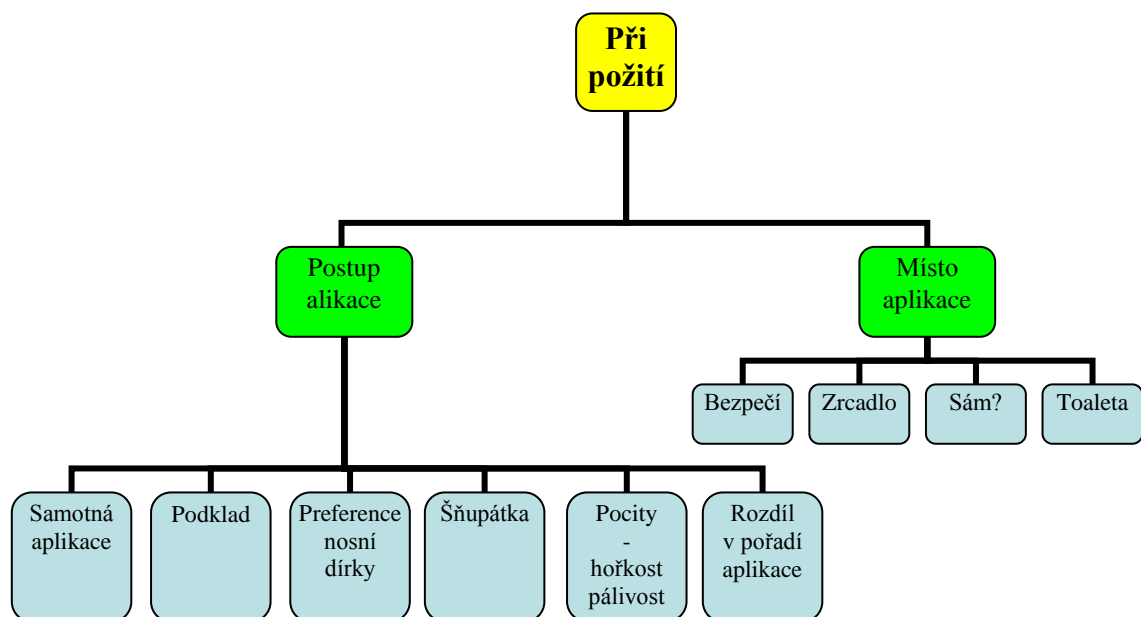 Při
požití
Postup
alikace
Místo
aplikace
Bezpečí
Zrcadlo
Sám?
Toaleta
Samotná
aplikace
Podklad
Preference
nosní
dírky
Šňupátka
Pocity
-
hořkost
pálivost
Rozdíl
v pořadí
aplikace